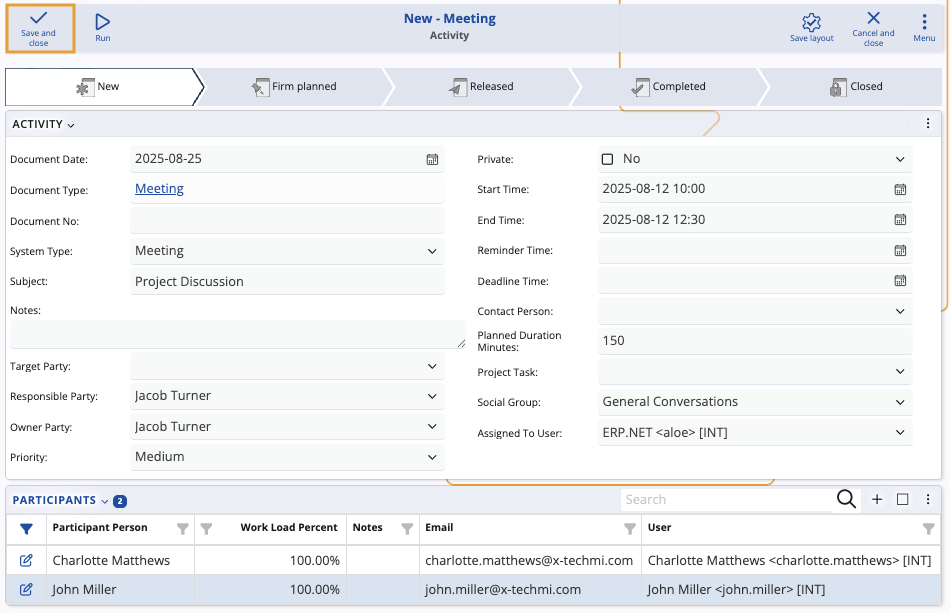 Save and
close
Run
New - Meeting
Activity
Save layout
Cancel and
close
Menu
New
Firm planned
Released
Completed
Closed
ACTIVITY
Document Date:
2025-08-25
Document Type:
Meeting
Document No:
System Type:
Meeting
Subject:
Project Discussion
Notes:
Target Party:
Responsible Party:
Jacob Turner
Owner Party:
Jacob Turner
Priority:
Medium
Private:
No
Start Time:
2025-08-12 10:00
End Time:
2025-08-12 12:30
Reminder Time:
Deadline Time:
Contact Person:
Planned Duration
Minutes:
150
Project Task:
Social Group:
General Conversations
Assigned To User:
ERP.NET <aloe> [INT]
PARTICIPANTS 2
Search
Participant Person Work Load Percent Notes Email User
Charlotte Matthews 100.00% charlotte.matthews@x-techmi.com Charlotte Matthews <charlotte.matthews> [INT]
John Miller 100.00% john.miller@x-techmi.com John Miller <john.miller> [INT]